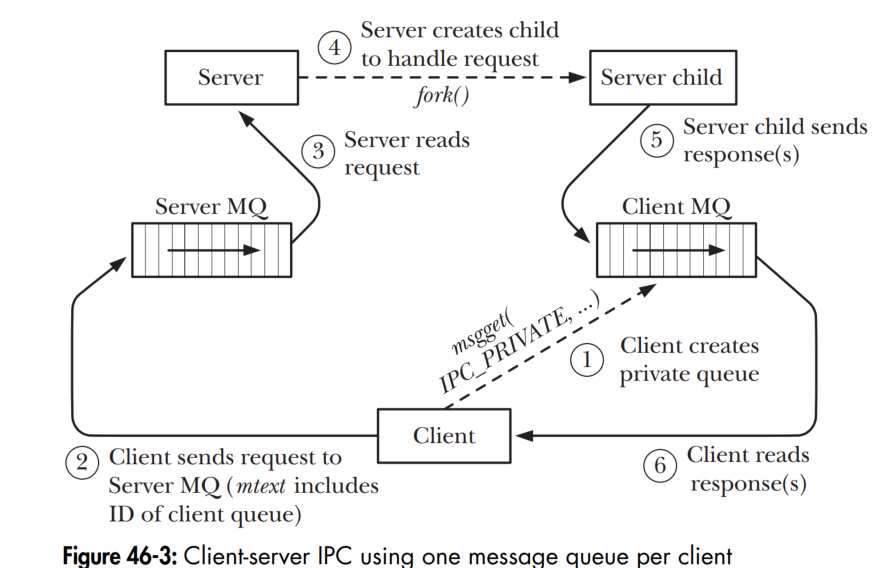 4
Server creates child
to handle request
Server
fork()
Server child
3
Server reads
request
5
Server child sends
response(s)
Server MQ
Client MQ
msgget(
IPC_PRIVATE, ...)
1
Client creates
private queue
Client
2
Client sends request to
Server MQ (mtext includes
ID of client queue)
6
Client reads
response(s)
Figure 46-3: Client-server IPC using one message queue per client